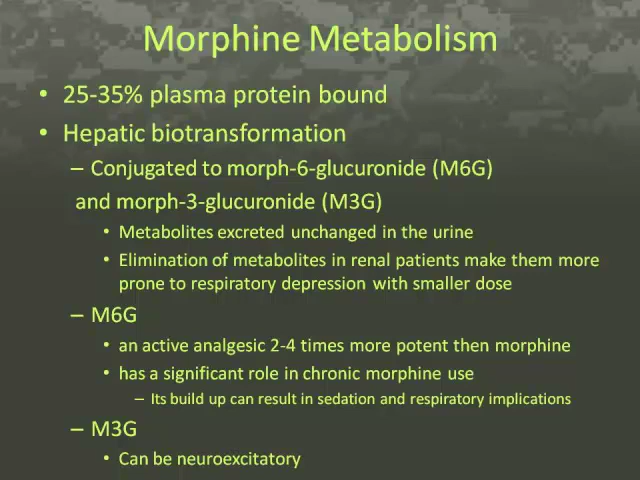 Morphine Metabolism
• 25-35% plasma protein bound
• Hepatic biotransformation
– Conjugated to morph-6-glucuronide (M6G)
and morph-3-glucuronide (M3G)
• Metabolites excreted unchanged in the urine
• Elimination of metabolites in renal patients make them more
prone to respiratory depression with smaller dose
– M6G
• an active analgesic 2-4 times more potent then morphine
• has a significant role in chronic morphine use
– Its build up can result in sedation and respiratory implications
– M3G
• Can be neuroexcitatory